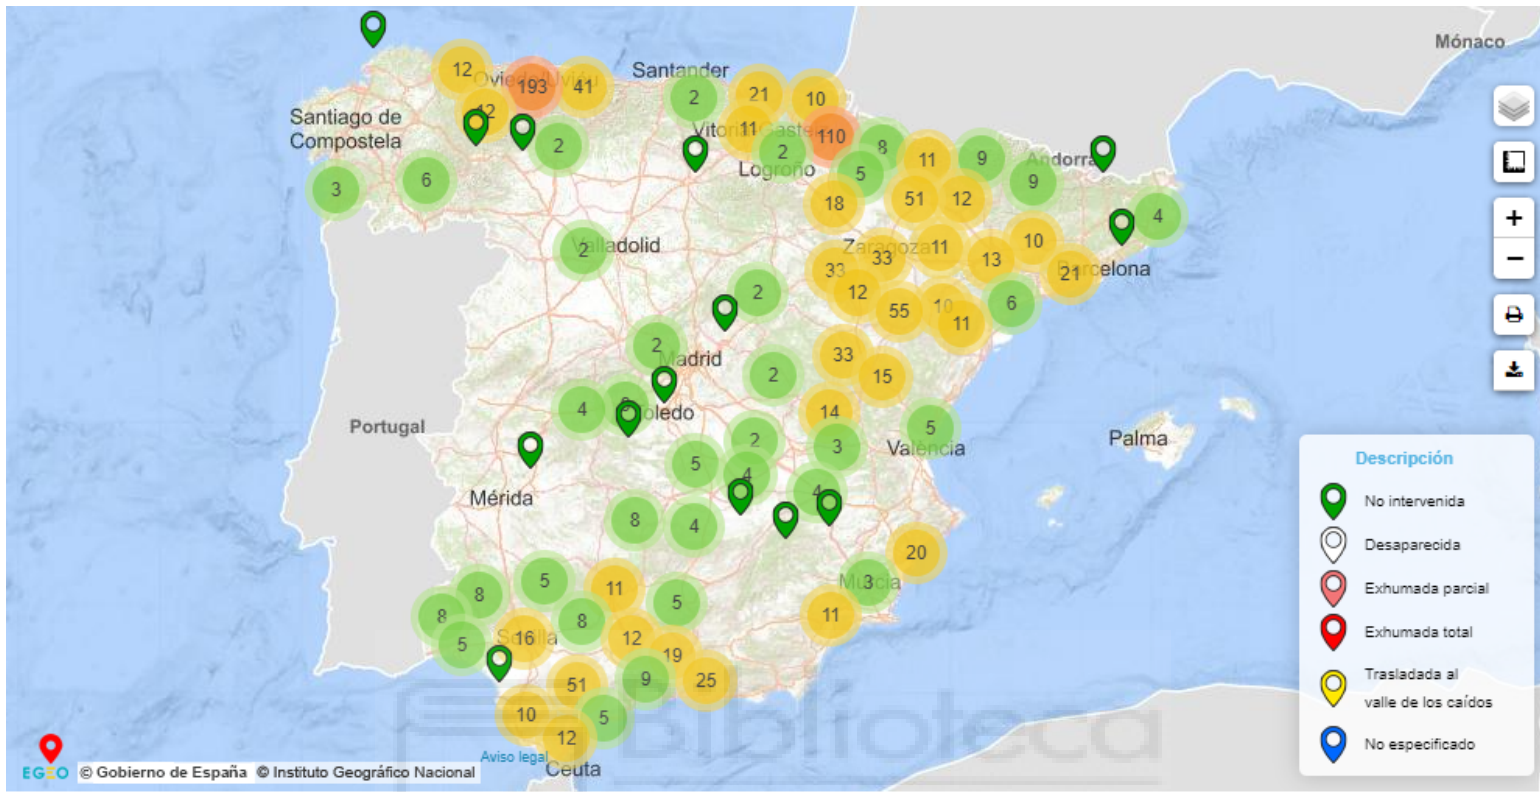 Mónaco
12
Oviedo/Uviéu
193
41
Santander
2
21
10
12
Santiago de
Compostela
2
11
Vitoria-Gastei
2
110
8
11
9
Andorra
Logroño
5
9
3
6
18
51
12
4
2
Valladolid
Zaragoza
33
33
11
13
10
21
Barcelona
2
12
55
10
11
6
2
Madrid
33
2
15
4
Toledo
14
Portugal
2
3
5
València
Palma
5
4
4
Mérida
8
4
20
Murcia
3
5
11
5
8
8
8
11
5
Sevilla
16
12
19
51
9
25
10
5
12
Ceuta
Biblioteca
Aviso legal
EGEO
© Gobierno de España
© Instituto Geográfico Nacional
+
−
Descripción
No intervenida
Desaparecida
Exhumada parcial
Exhumada total
Trasladada al
valle de los caídos
No especificado